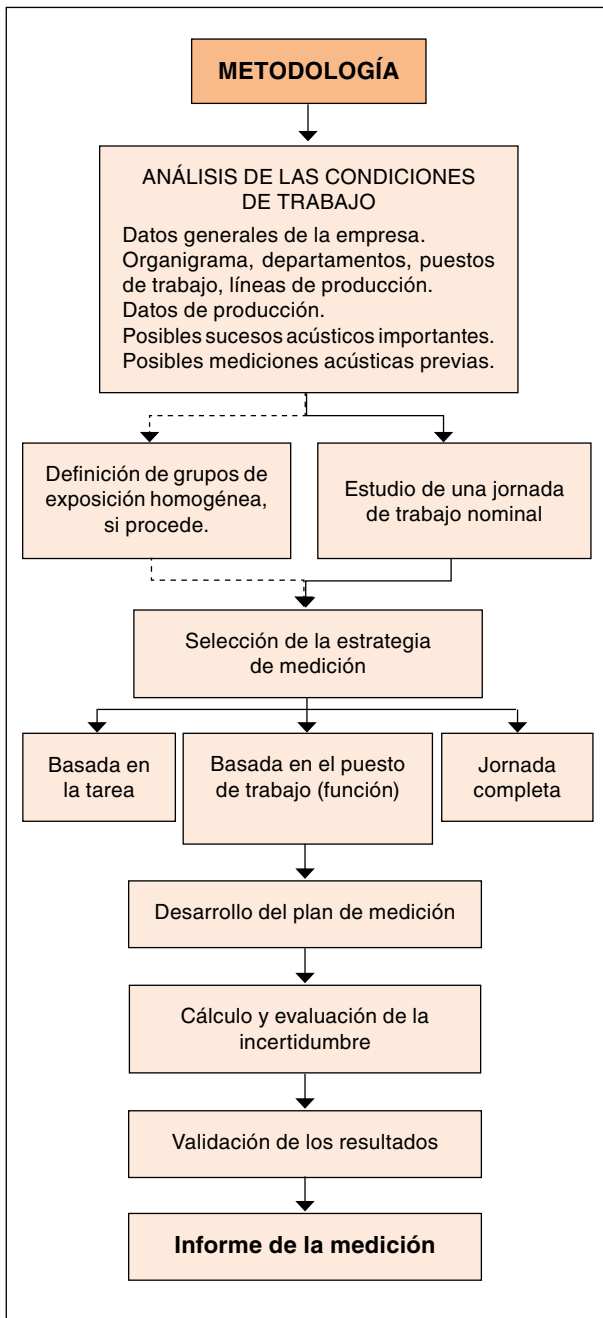 METODOLOGÍA
ANÁLISIS DE LAS CONDICIONES
DE TRABAJO
Datos generales de la empresa.
Organigrama, departamentos, puestos
de trabajo, líneas de producción.
Datos de producción.
Posibles sucesos acústicos importantes.
Posibles mediciones acústicas previas.
Definición de grupos de
exposición homogénea,
si procede.
Estudio de una jornada
de trabajo nominal
Selección de la estrategia
de medición
Basada en
la tarea
Basada en el puesto
de trabajo (función)
Jornada
completa
Desarrollo del plan de medición
Cálculo y evaluación de la
incertidumbre
Validación de los resultados
Informe de la medición